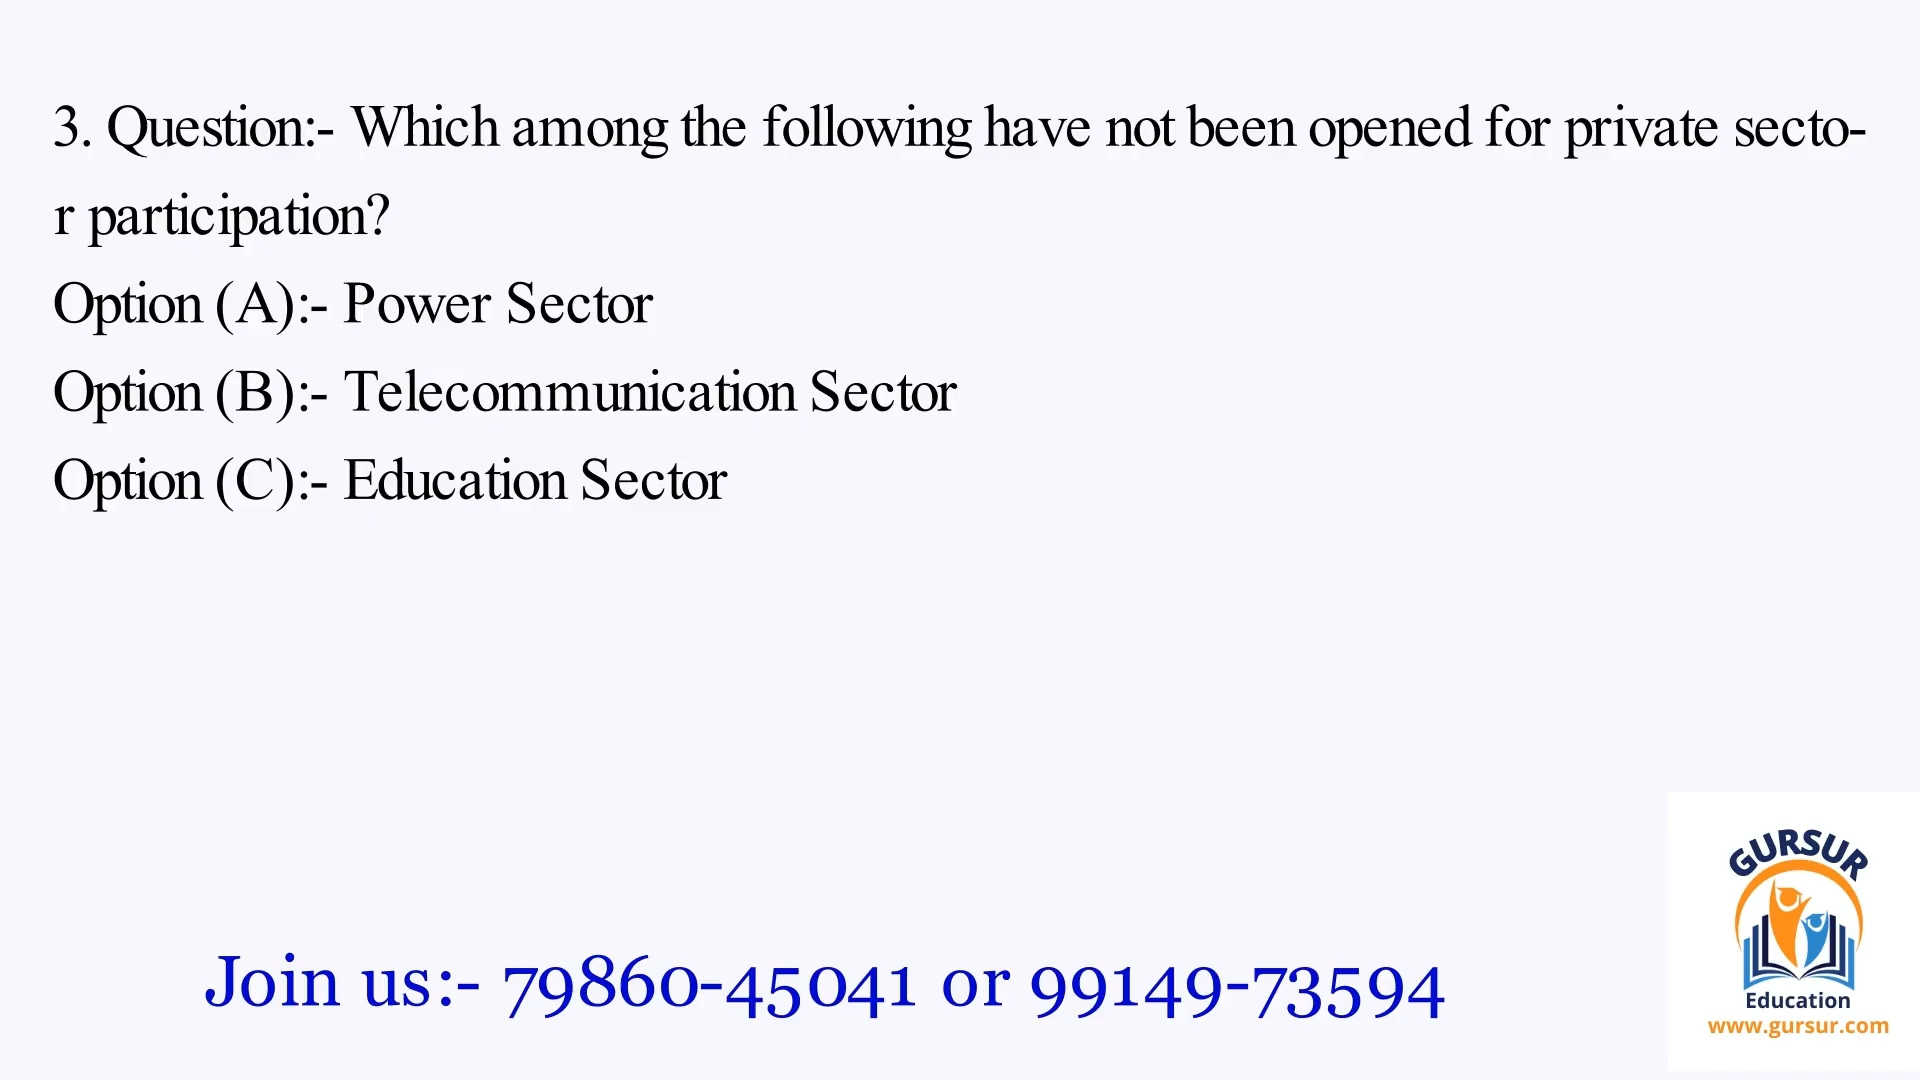 3. Question:- Which among the following have not been opened for private secto-
r participation?
Option (A):- Power Sector
Option (B):- Telecommunication Sector
Option (C):- Education Sector
Join us:- 79860-45041 or 99149-73594
GURSUR
Education
www.gursur.com